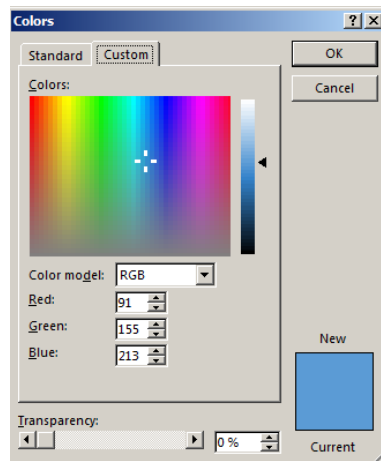 Colors
Standard Custom
OK
Colors:
Cancel
Color model: RGB
Red: 91
Green: 155
Blue: 213
New
Transparency:
0 %
Current